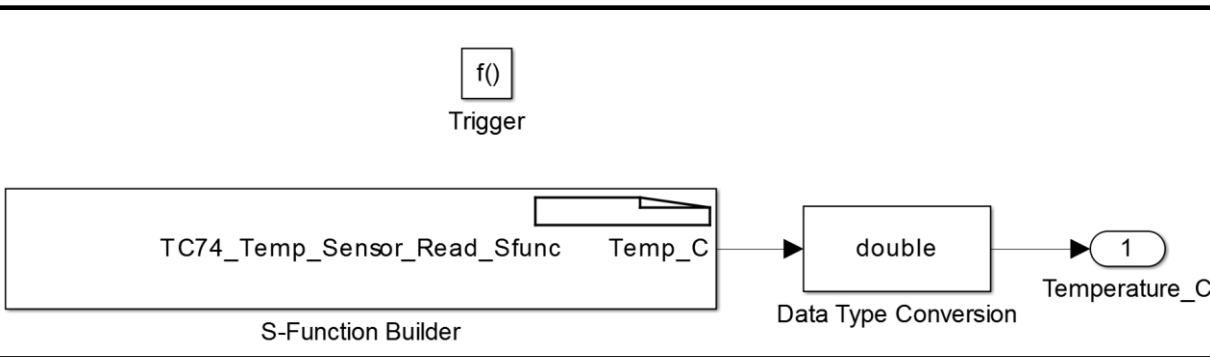 f()
Trigger
TC74_Temp_Sensor_Read_Sfunc Temp_C
double
1
Temperature_C
Data Type Conversion
S-Function Builder